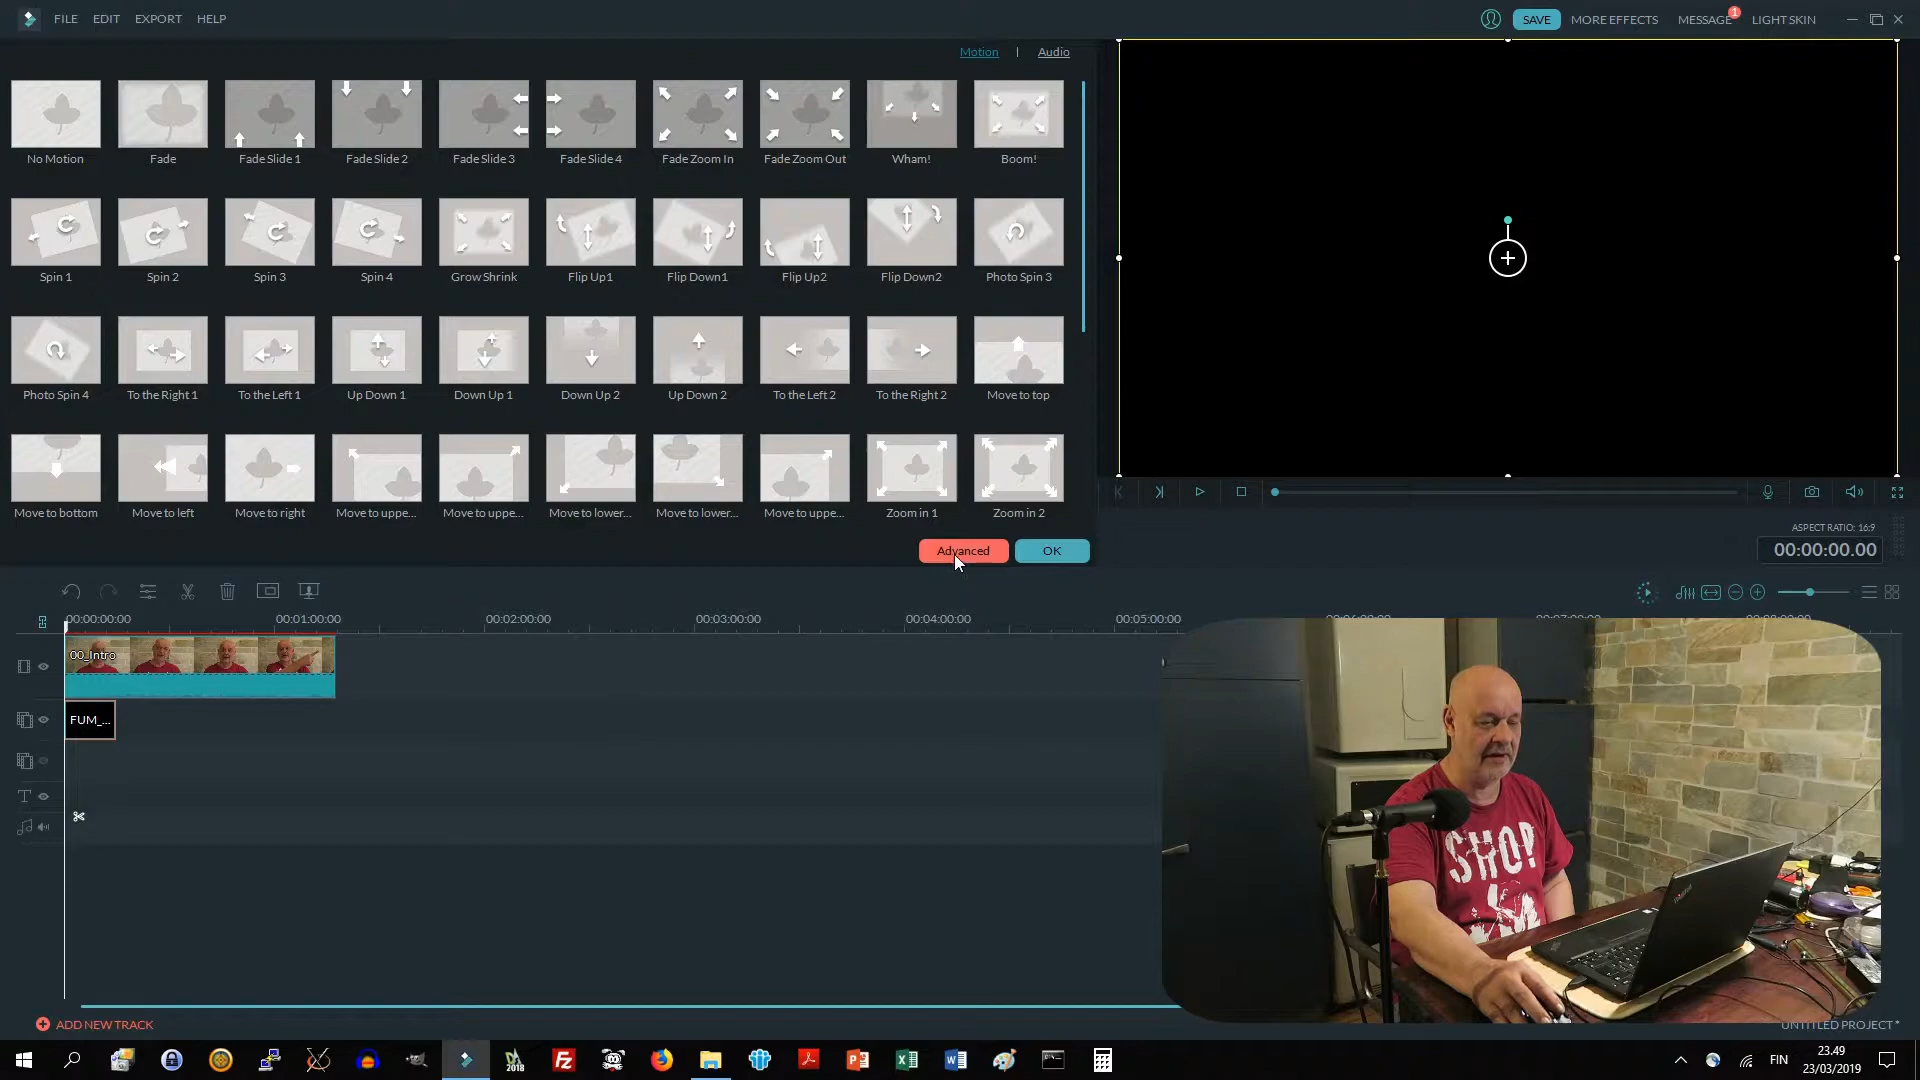 FILE EDIT EXPORT HELP SAVE MORE EFFECTS MESSAGE 1 LIGHT SKIN
Motion | Audio
No Motion Fade Fade Slide 1 Fade Slide 2 Fade Slide 3 Fade Slide 4 Fade Zoom In Fade Zoom Out Wham! Boom!
Spin 1 Spin 2 Spin 3 Spin 4 Grow Shrink Flip Up1 Flip Down1 Flip Up2 Flip Down2 Photo Spin 3
Photo Spin 4 To the Right 1 To the Left 1 Up Down 1 Down Up 1 Down Up 2 Up Down 2 To the Left 2 To the Right 2 Move to top
Move to bottom Move to left Move to right Move to uppe... Move to uppe... Move to lower... Move to lower... Move to uppe... Zoom in 1 Zoom in 2
ASPECT RATIO: 16:9
Advanced OK 00:00:00.00
00:00:00:00 00:01:00:00 00:02:00:00 00:03:00:00 00:04:00:00 00:05:00:00
00_Intro
FUM_...
T
SHO?
ThinkPad
ADD NEW TRACK UNTITLED PROJECT *
2018
FIN 23.49
23/03/2019